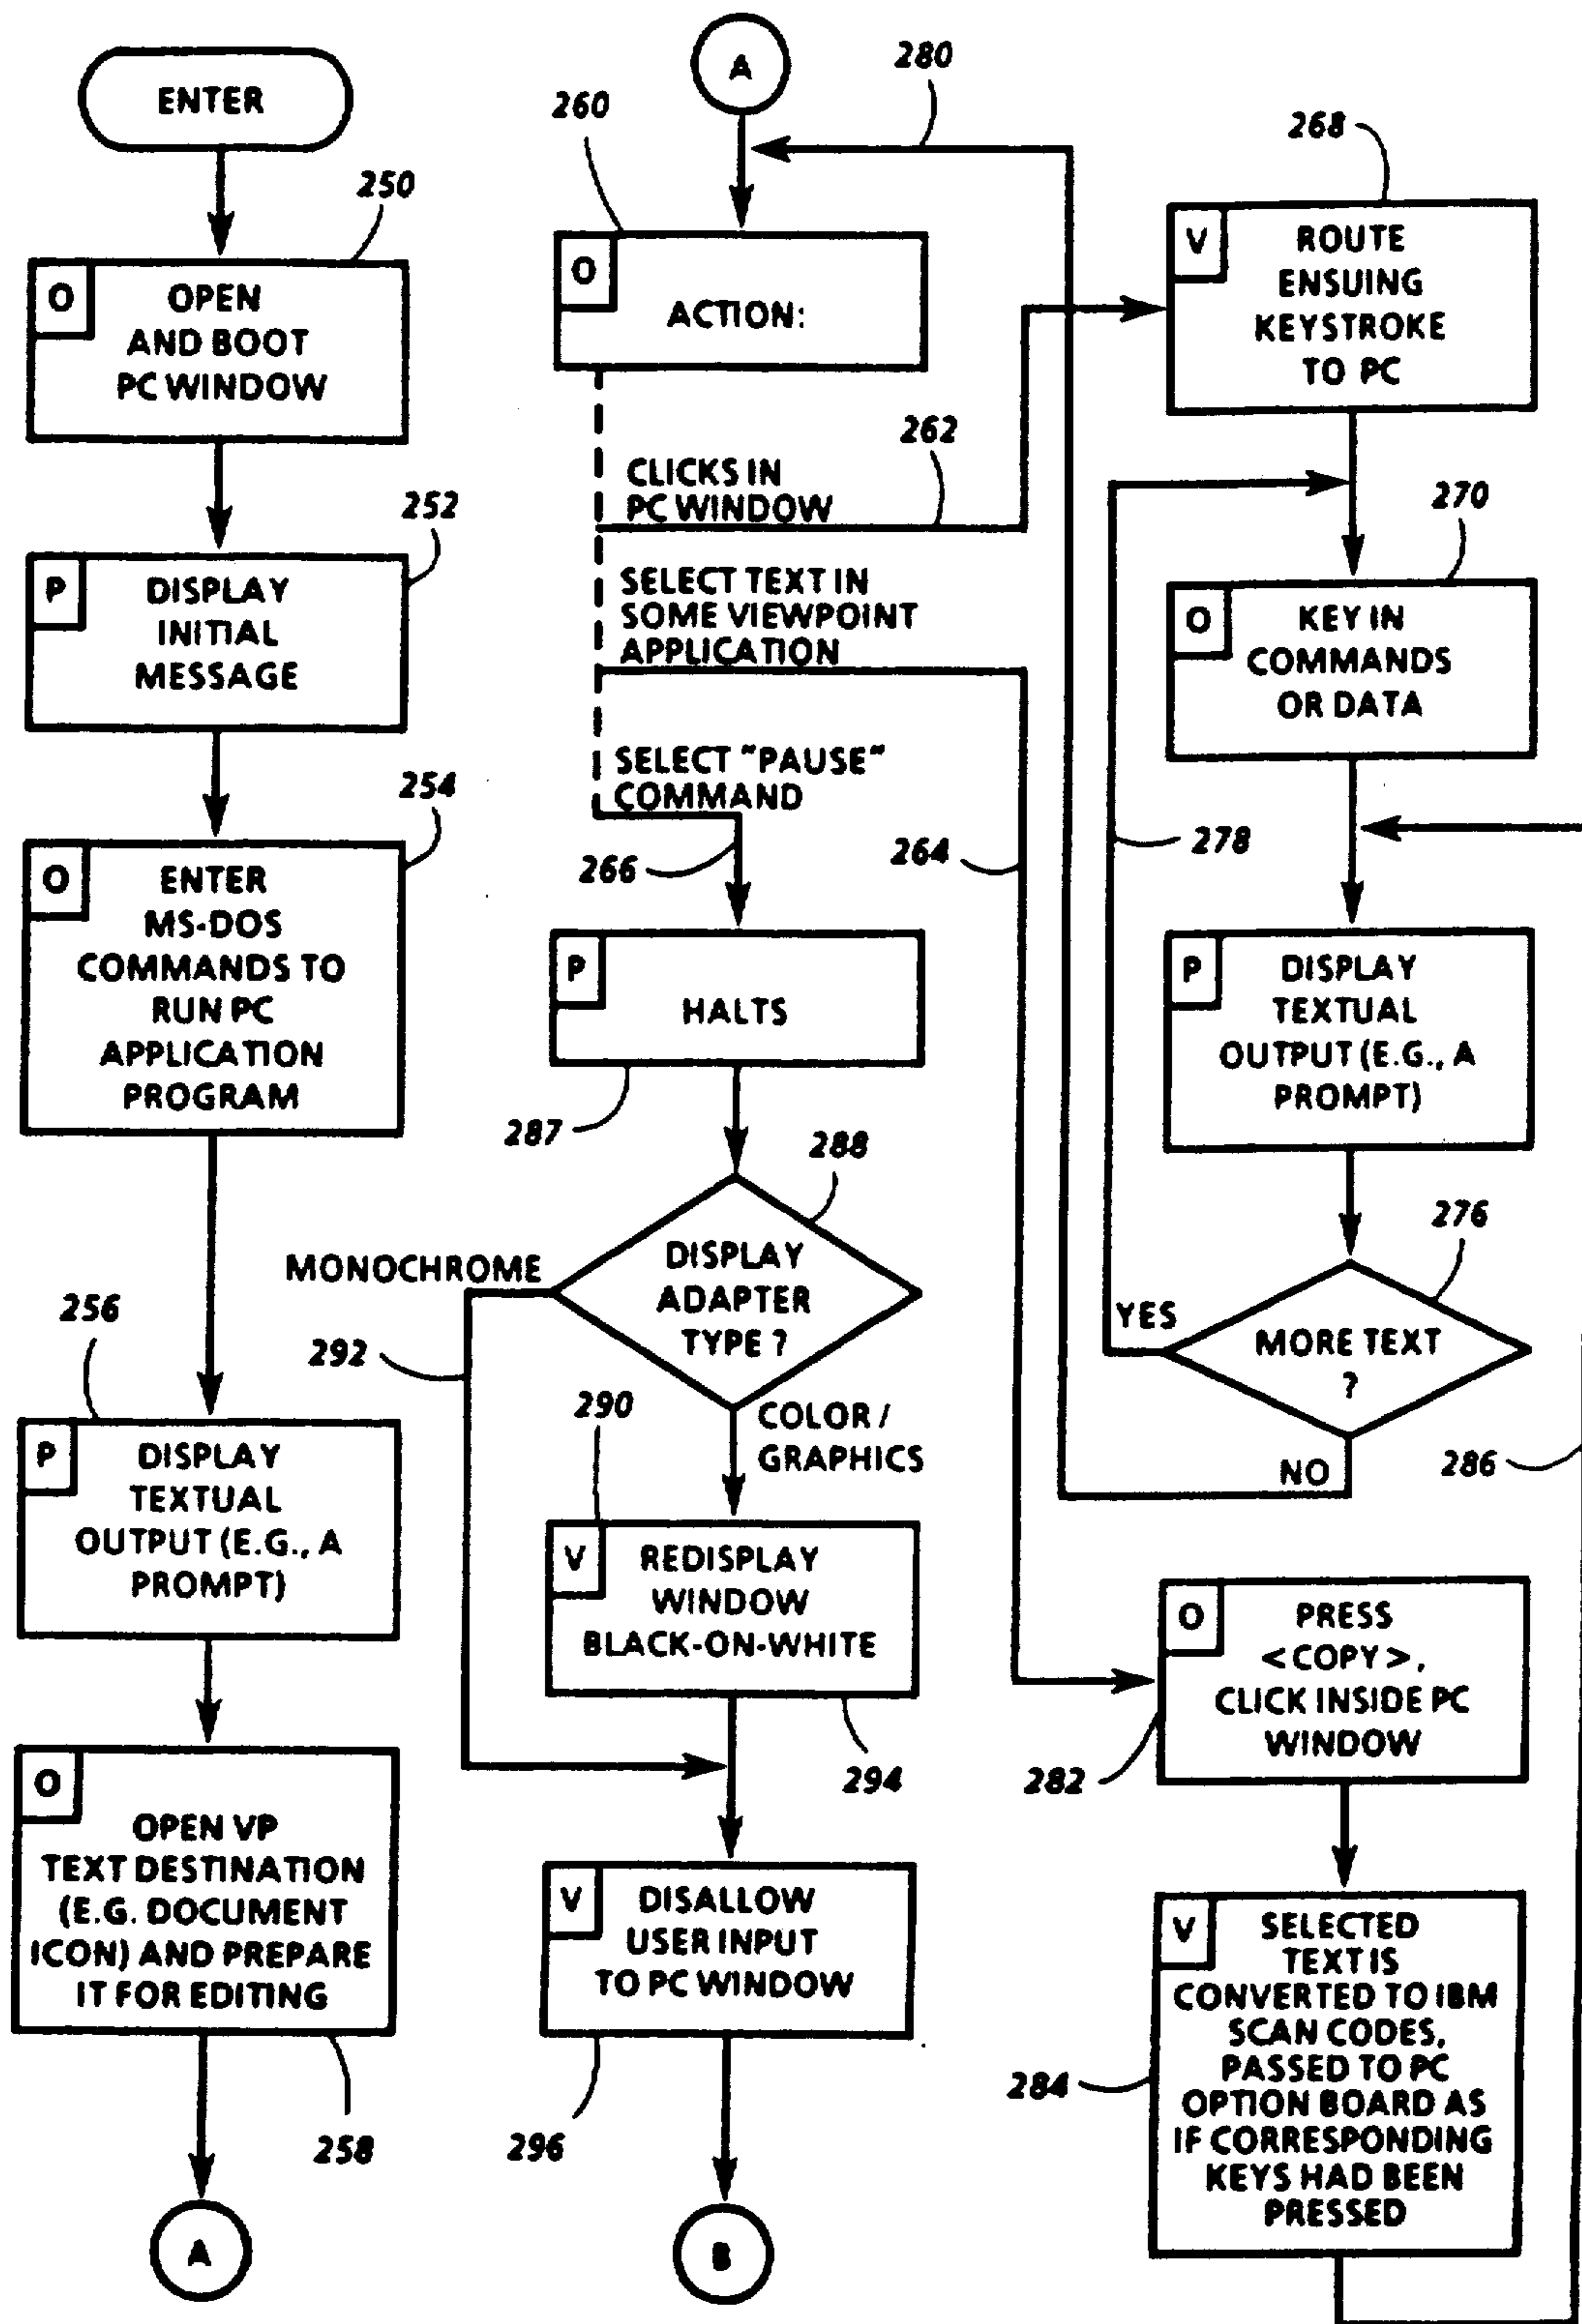 ENTER
250
O
OPEN
AND BOOT
PC WINDOW
252
P
DISPLAY
INITIAL
MESSAGE
254
O
ENTER
MS-DOS
COMMANDS TO
RUN PC
APPLICATION
PROGRAM
256
P
DISPLAY
TEXTUAL
OUTPUT (E.G., A
PROMPT)
O
OPEN VP
TEXT DESTINATION
(E.G. DOCUMENT
ICON) AND PREPARE
IT FOR EDITING
258
A
A
280
260
O
ACTION:
262
CLICKS IN
PC WINDOW
SELECT TEXT IN
SOME VIEWPOINT
APPLICATION
SELECT "PAUSE"
COMMAND
264
266
P
HALTS
287
288
DISPLAY
ADAPTER
TYPE ?
MONOCHROME
292
COLOR /
GRAPHICS
290
V
REDISPLAY
WINDOW
BLACK-ON-WHITE
294
V
DISALLOW
USER INPUT
TO PC WINDOW
296
B
268
V
ROUTE
ENSUING
KEYSTROKE
TO PC
270
O
KEY IN
COMMANDS
OR DATA
278
P
DISPLAY
TEXTUAL
OUTPUT (E.G., A
PROMPT)
276
YES
MORE TEXT
?
NO
286
O
PRESS
<COPY>,
CLICK INSIDE PC
WINDOW
282
V
SELECTED
TEXT IS
CONVERTED TO IBM
SCAN CODES,
PASSED TO PC
OPTION BOARD AS
IF CORRESPONDING
KEYS HAD BEEN
PRESSED
284